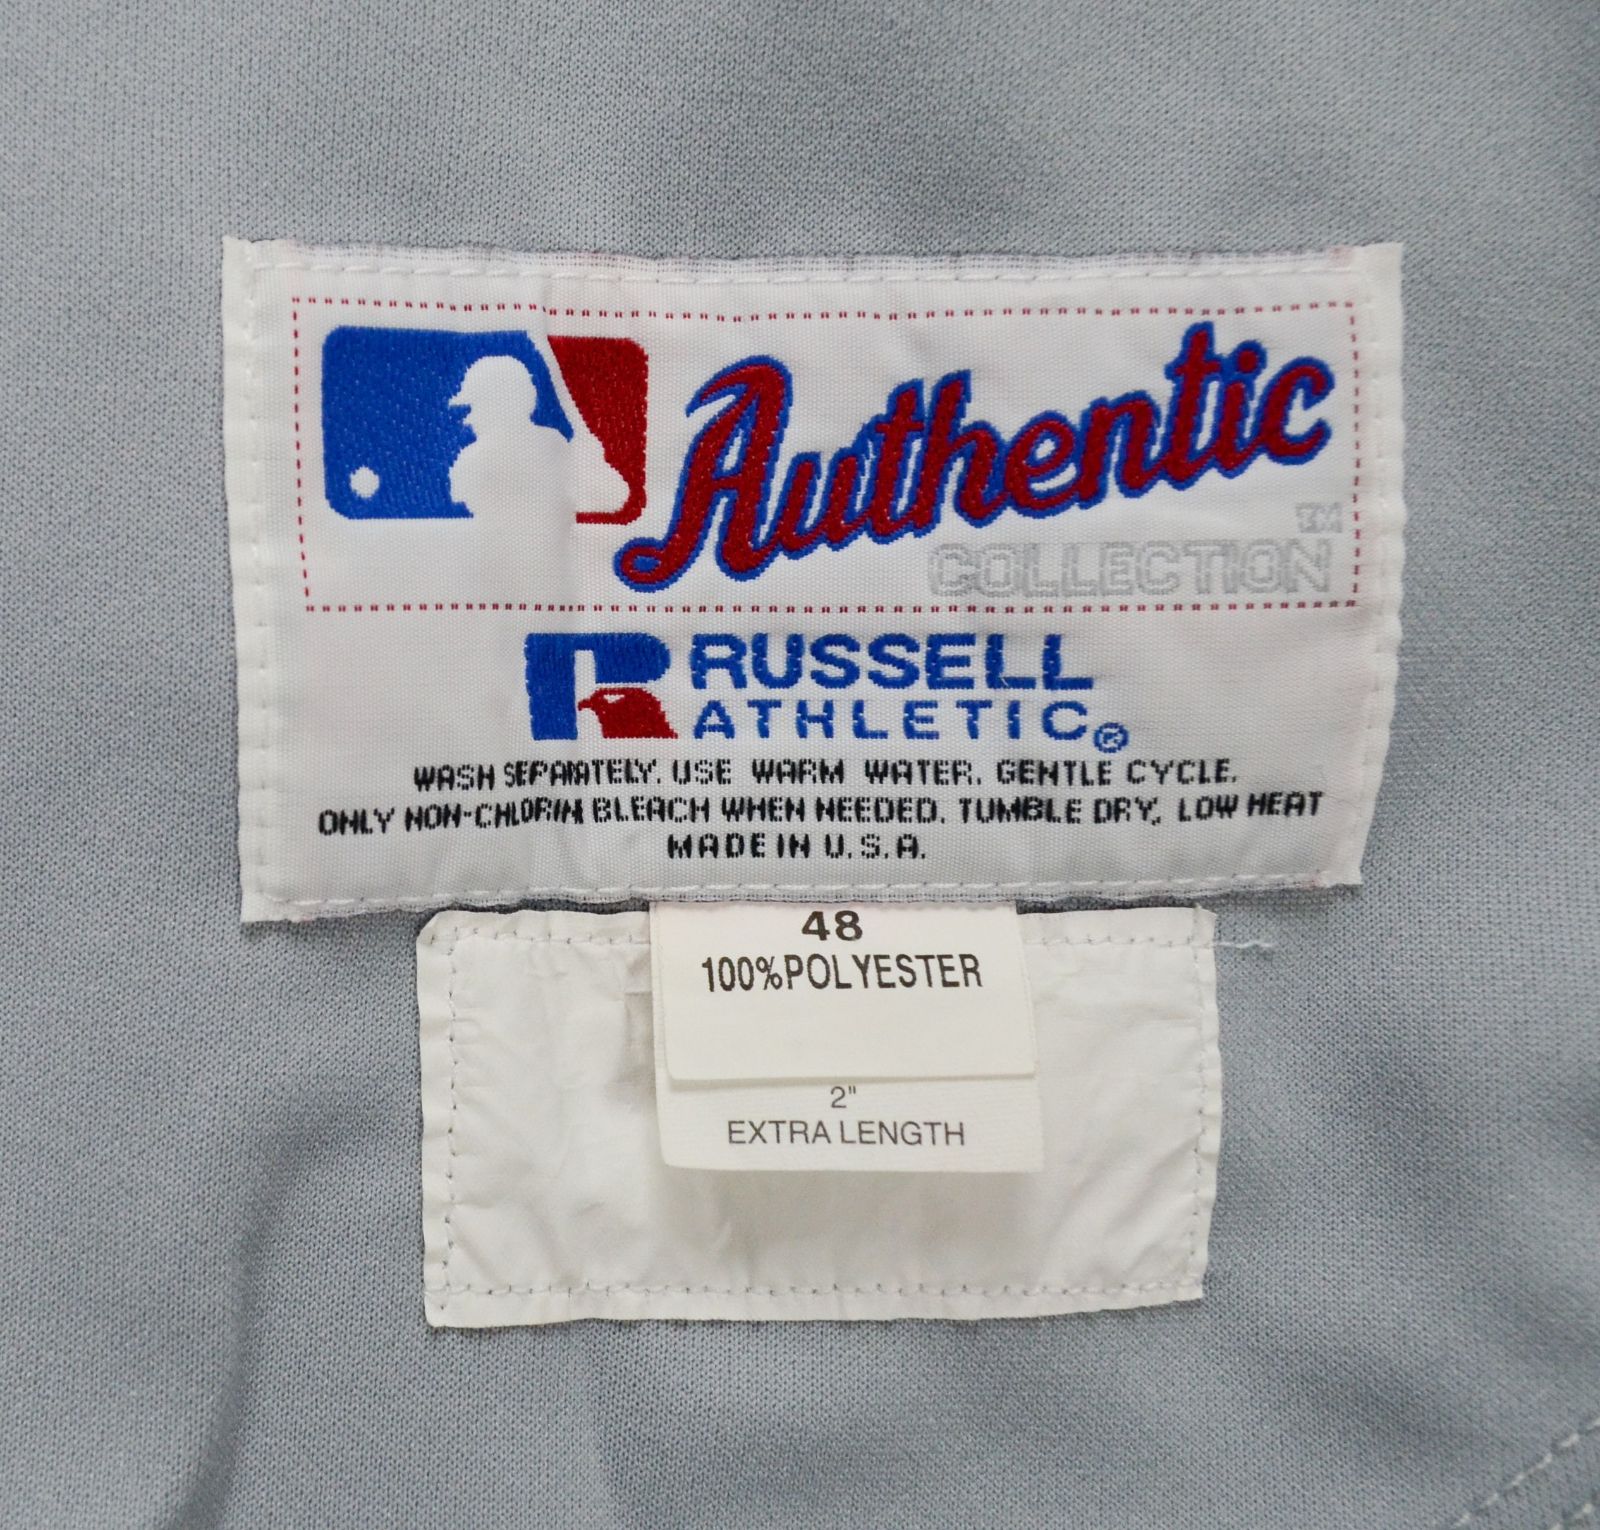 Authentic
TM
COLLECTION
RUSSELL
ATHLETIC®
WASH SEPARATELY. USE WARM WATER. GENTLE CYCLE.
ONLY NON-CHLORIN BLEACH WHEN NEEDED. TUMBLE DRY, LOW HEAT
MADE IN U.S.A.
48
100%POLYESTER
2"
EXTRA LENGTH